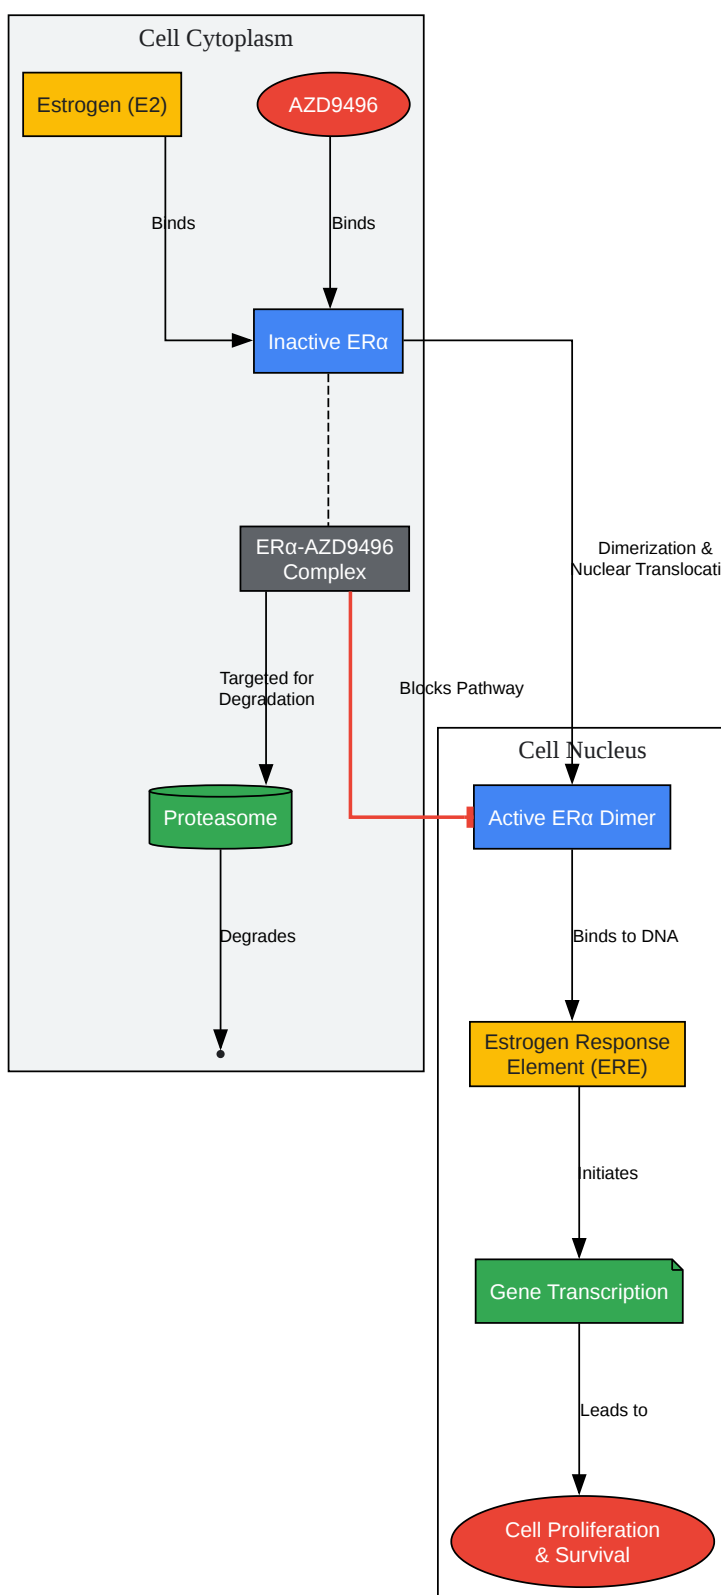 Cell Cytoplasm
Estrogen (E2)
AZD9496
Binds
Binds
Inactive ERα
ERα-AZD9496
Complex
Dimerization &
Nuclear Translocati
Targeted for
Degradation
Blocks Pathway
Cell Nucleus
Proteasome
Active ERα Dimer
Degrades
Binds to DNA
Estrogen Response
Element (ERE)
Initiates
Gene Transcription
Leads to
Cell Proliferation
& Survival